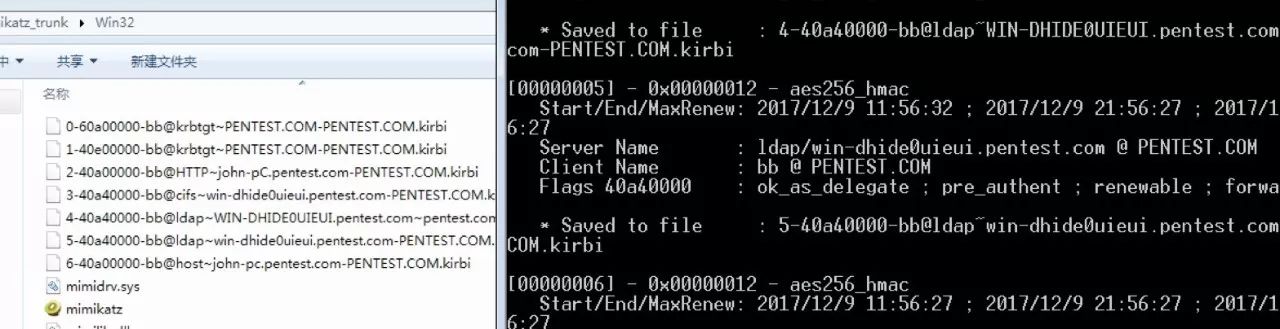 mikatz_trunk
Win32
中
共享
新建文件夹
名称
0-60a00000-bb@krbtgt~PENTEST.COM-PENTEST.COM.kirbi
1-40e00000-bb@krbtgt~PENTEST.COM-PENTEST.COM.kirbi
2-40a40000-bb@HTTP~john-pc.pentest.com-PENTEST.COM.kirbi
3-40a40000-bb@cifs~win-dhide0uieui.pentest.com-PENTEST.COM
4-40a40000-bb@ldap~WIN-DHIDE0UIEUI.pentest.com~pentest.com
5-40a40000-bb@ldap~win-dhide0uieui.pentest.com-PENTEST.COM.
6-40a00000-bb@host~john-pc.pentest.com-PENTEST.COM.kirbi
mimidrv.sys
mimikatz
* Saved to file : 4-40a40000-bb@ldap~WIN-DHIDE0UIEUI.pentest.com
com-PENTEST.COM.kirbi
[00000005] - 0x00000012 - aes256_hmac
Start/End/MaxRenew: 2017/12/9 11:56:32 ; 2017/12/9 21:56:27 ; 2017/1
6:27
Server Name : ldap/win-dhide0uieui.pentest.com @ PENTEST.COM
Client Name : bb @ PENTEST.COM
Flags 40a40000 : ok_as_delegate ; pre_authent ; renewable ; forwa
* Saved to file : 5-40a40000-bb@ldap~win-dhide0uieui.pentest.com
COM.kirbi
[00000006] - 0x00000012 - aes256_hmac
Start/End/MaxRenew: 2017/12/9 11:56:27 ; 2017/12/9 21:56:27 ; 2017/1
6:27